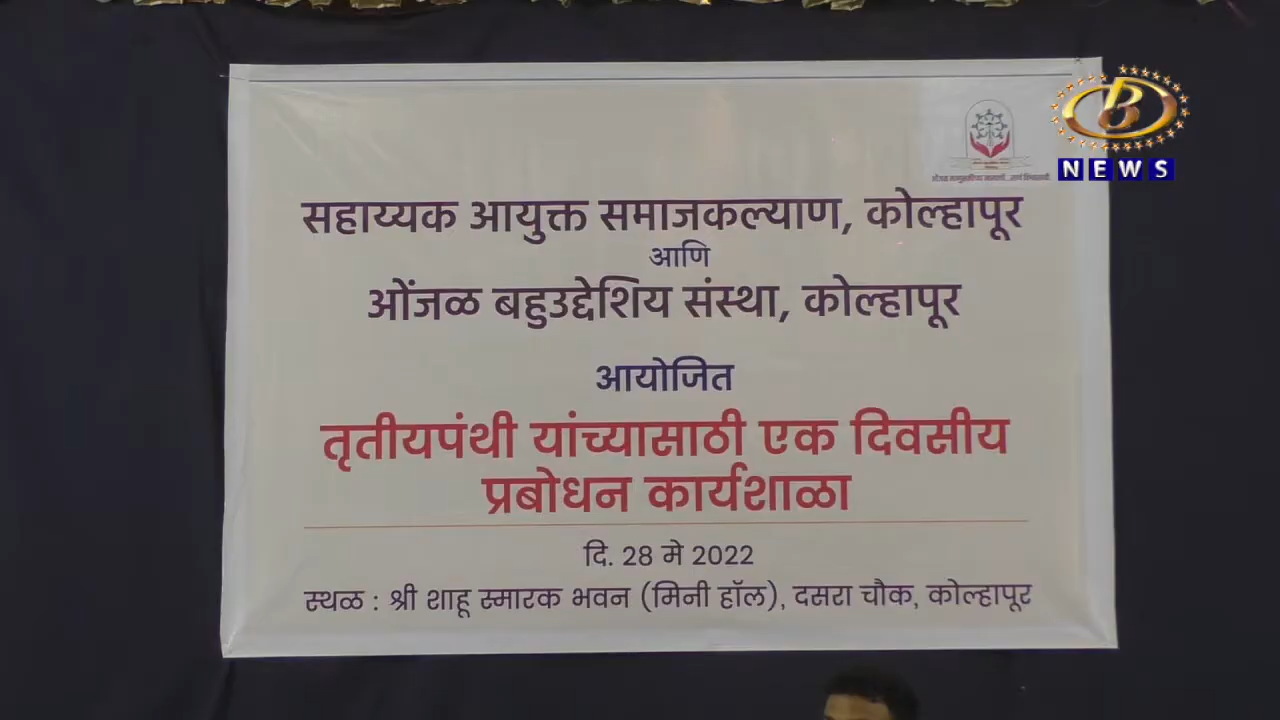 B
NEWS
सहाय्यक आयुक्त समाजकल्याण, कोल्हापूर
आणि
ओंजळ बहुउद्देशिय संस्था, कोल्हापूर
आयोजित
तृतीयपंथी यांच्यासाठी एक दिवसीय
प्रबोधन कार्यशाळा
दि. 28 मे 2022
स्थळ : श्री शाहू स्मारक भवन (मिनी हॉल), दसरा चौक, कोल्हापूर